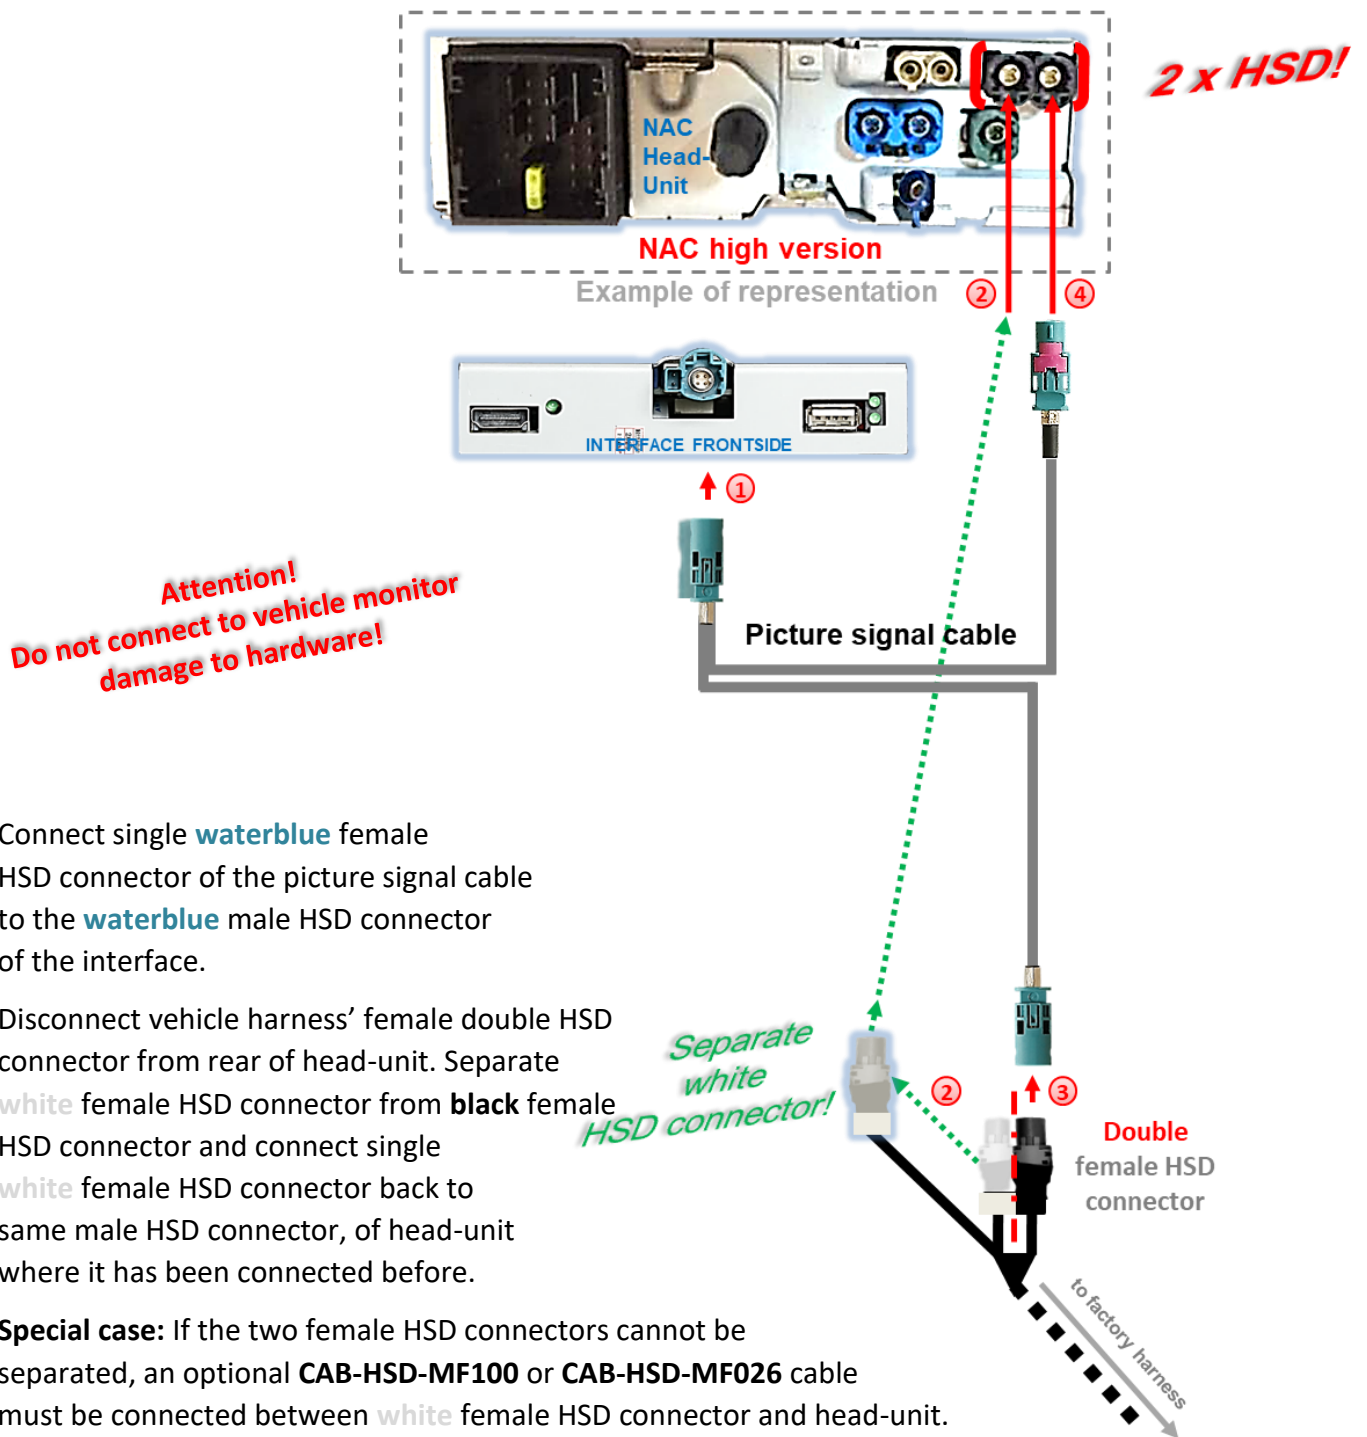 2 x HSD!
NAC
Head-
Unit
NAC high version
Example of representation
2
4
INTERFACE FRONTSIDE
1
Attention!
Do not connect to vehicle monitor
damage to hardware!
Picture signal cable
Connect single waterblue female
HSD connector of the picture signal cable
to the waterblue male HSD connector
of the interface.
Disconnect vehicle harness’ female double HSD
connector from rear of head-unit. Separate
white female HSD connector from black female
HSD connector and connect single
white female HSD connector back to
same male HSD connector, of head-unit
where it has been connected before.
Separate
white
HSD connector!
2
3
Double
female HSD
connector
to factory harness
Special case: If the two female HSD connectors cannot be
separated, an optional CAB-HSD-MF100 or CAB-HSD-MF026 cable
must be connected between white female HSD connector and head-unit.